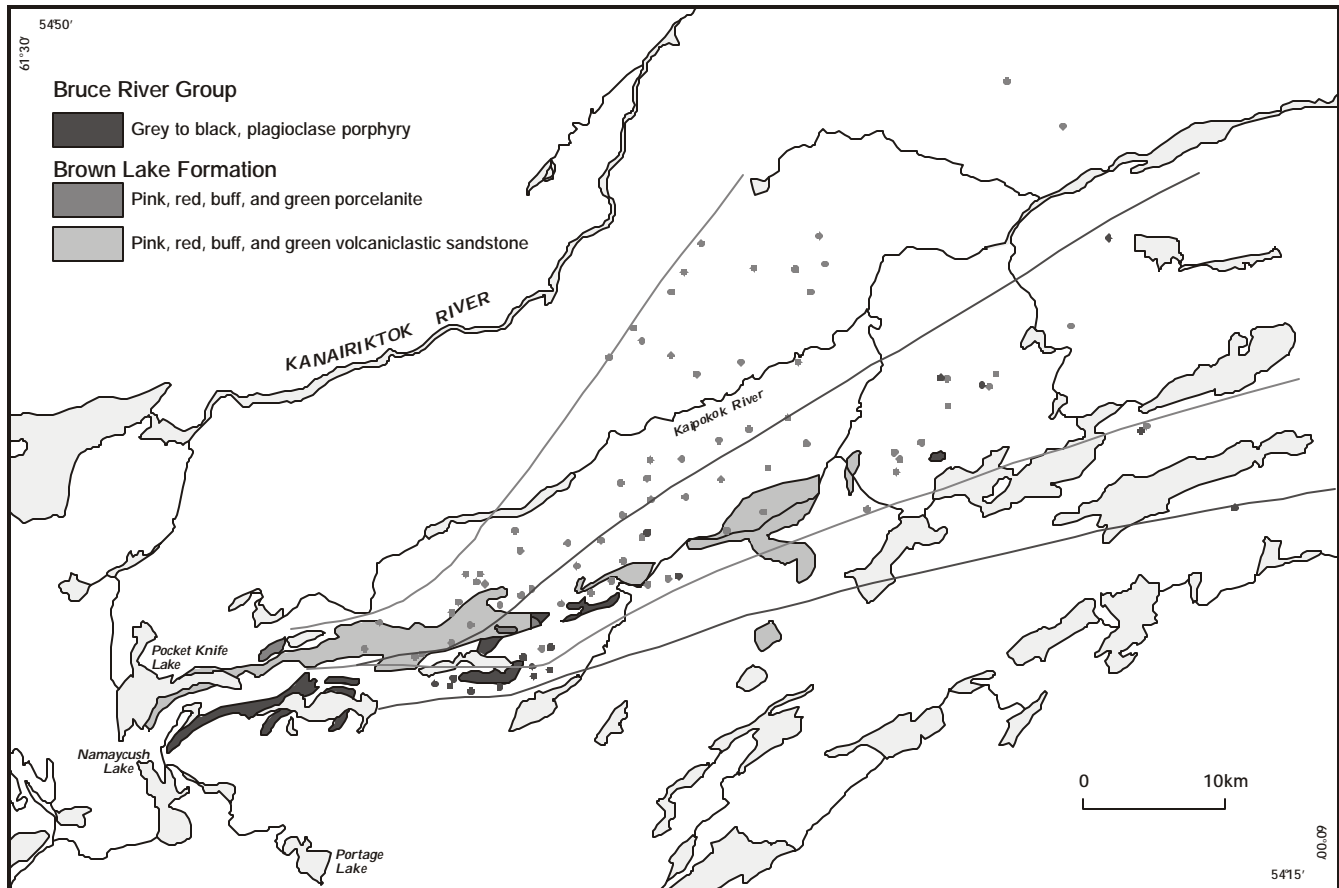 54°50'
61°30'
Bruce River Group
Grey to black, plagioclase porphyry
Brown Lake Formation
Pink, red, buff, and green porcelanite
Pink, red, buff, and green volcaniclastic sandstone
KANAIRIKTOK RIVER
Kaipokok River
Pocket Knife
Lake
Namaycush
Lake
Portage
Lake
0 10km
60°00'
54°15'